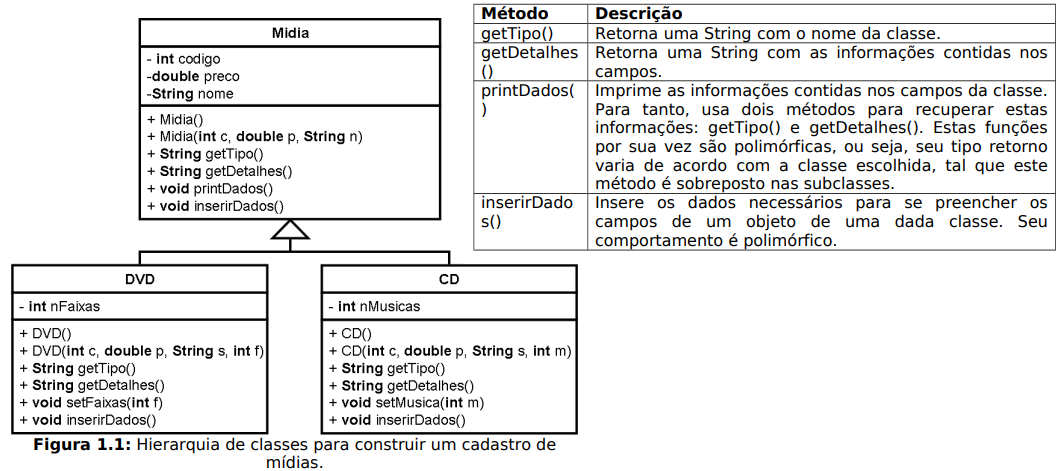 Midia
- int codigo
-double preco
-String nome
+ Midia()
+ Midia(int c, double p, String n)
+ String getTipo()
+ String getDetalhes()
+ void printDados()
+ void inserirDados()
DVD
- int nFaixas
+ DVD()
+ DVD(int c, double p, String s, int f)
+ String getTipo()
+ String getDetalhes()
+ void setFaixas(int f)
+ void inserirDados()
CD
- int nMusicas
+ CD()
+ CD(int c, double p, String s, int m)
+ String getTipo()
+ String getDetalhes()
+ void setMusica(int m)
+ void inserirDados()
Figura 1.1: Hierarquia de classes para construir um cadastro de
mídias.
Método Descrição
getTipo() Retorna uma String com o nome da classe.
getDetalhes Retorna uma String com as informações contidas nos
() campos.
printDados( Imprime as informações contidas nos campos da classe.
) Para tanto, usa dois métodos para recuperar estas
informações: getTipo() e getDetalhes(). Estas funções
por sua vez são polimórficas, ou seja, seu tipo retorno
varia de acordo com a classe escolhida, tal que este
método é sobreposto nas subclasses.
inserirDado Insere os dados necessários para se preencher os
s() campos de um objeto de uma dada classe. Seu
comportamento é polimórfico.